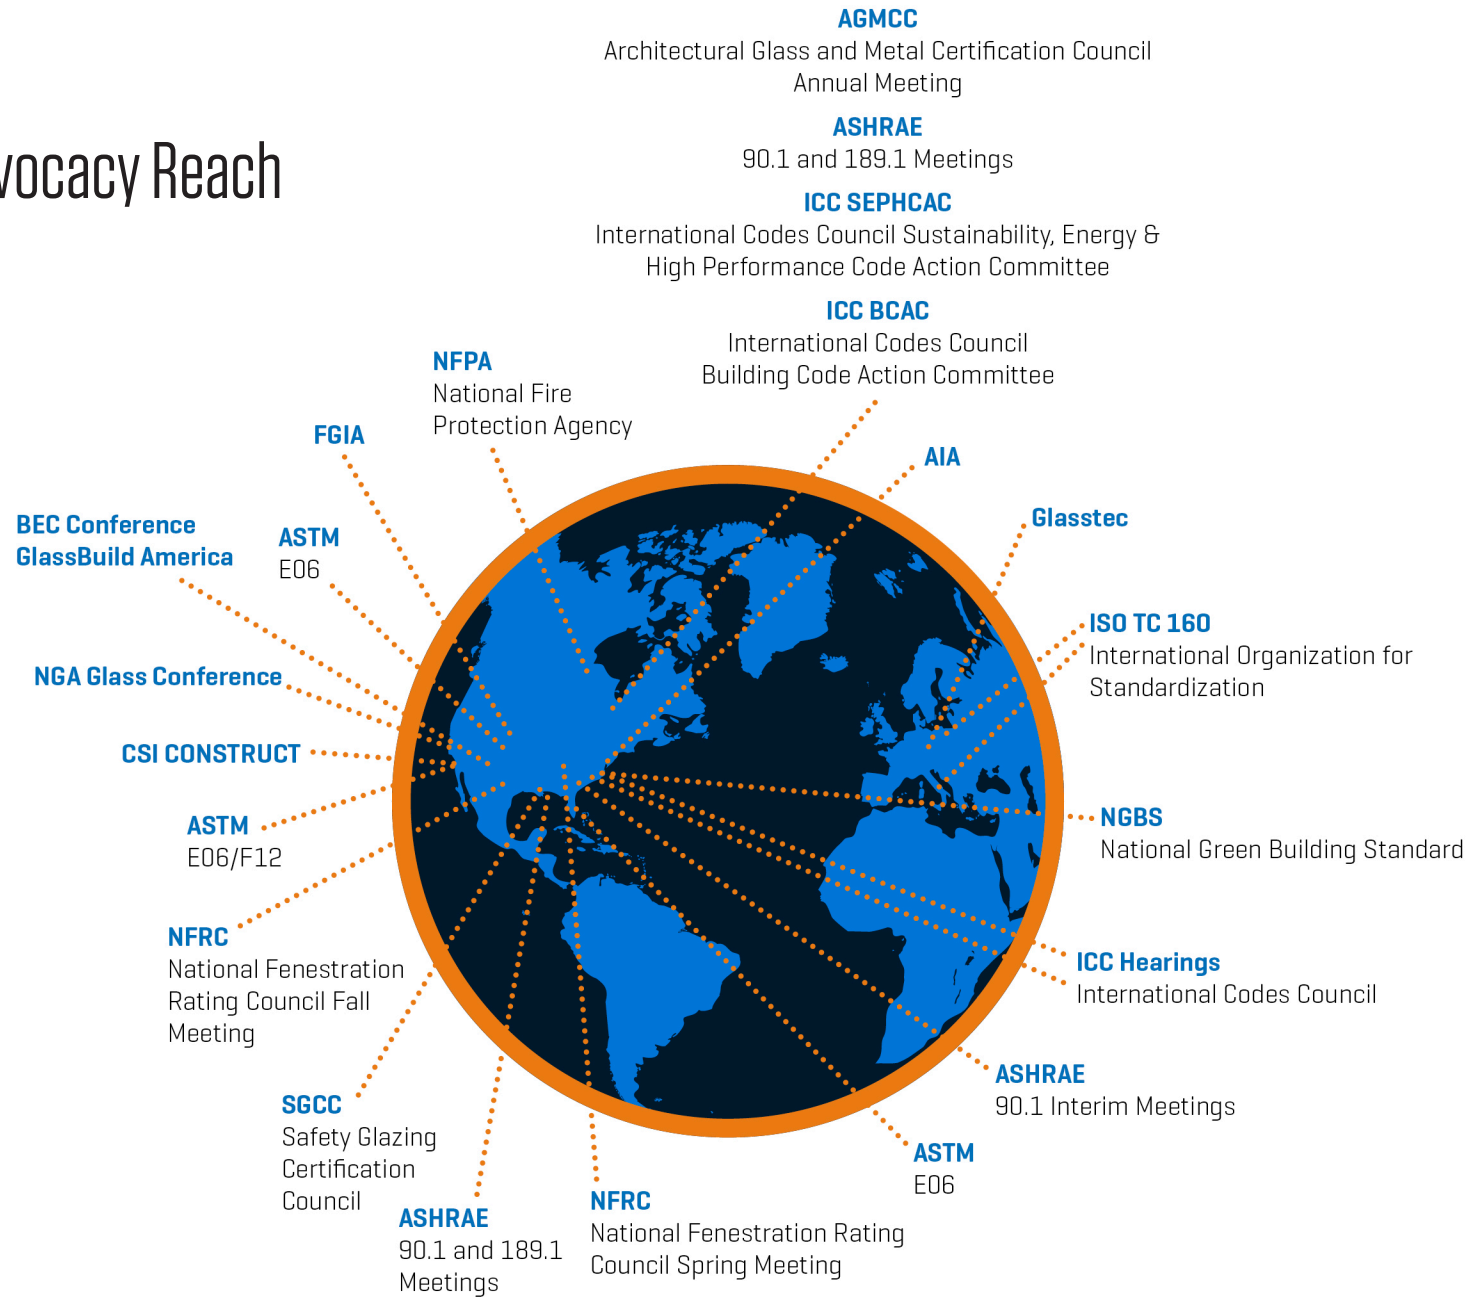 AGMCC
Architectural Glass and Metal Certification Council
Annual Meeting
ASHRAE
90.1 and 189.1 Meetings
vocacy Reach
ICC SEPHCAC
International Codes Council Sustainability, Energy &
High Performance Code Action Committee
ICC BCAC
International Codes Council
Building Code Action Committee
NFPA
National Fire
Protection Agency
FGIA
AIA
Glasstec
BEC Conference
GlassBuild America
ASTM
E06
ISO TC 160
International Organization for
Standardization
NGA Glass Conference
CSI CONSTRUCT
ASTM
E06/F12
NGBS
National Green Building Standard
NFRC
National Fenestration
Rating Council Fall
Meeting
ICC Hearings
International Codes Council
ASHRAE
90.1 Interim Meetings
SGCC
Safety Glazing
Certification
Council
ASTM
E06
ASHRAE
90.1 and 189.1
Meetings
NFRC
National Fenestration Rating
Council Spring Meeting